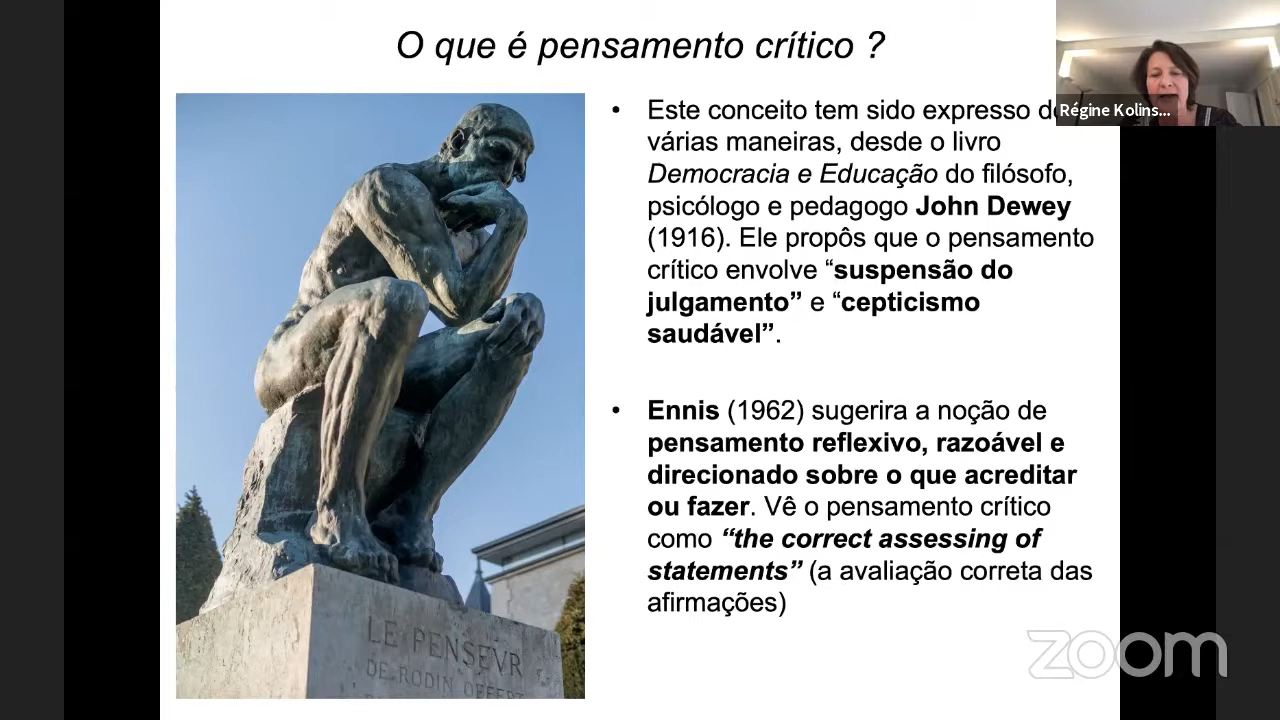 O que é pensamento crítico ?
Régine Kolins...
• Este conceito tem sido expresso
várias maneiras, desde o livro
Democracia e Educação do filósofo,
psicólogo e pedagogo John Dewey
(1916). Ele propôs que o pensamento
crítico envolve “suspensão do
julgamento” e “cepticismo
saudável”.
• Ennis (1962) sugerira a noção de
pensamento reflexivo, razoável e
direcionado sobre o que acreditar
ou fazer. Vê o pensamento crítico
como “the correct assessing of
statements” (a avaliação correta das
afirmações)
LE PENSEVR
DE RODIN OFFERT
zoom